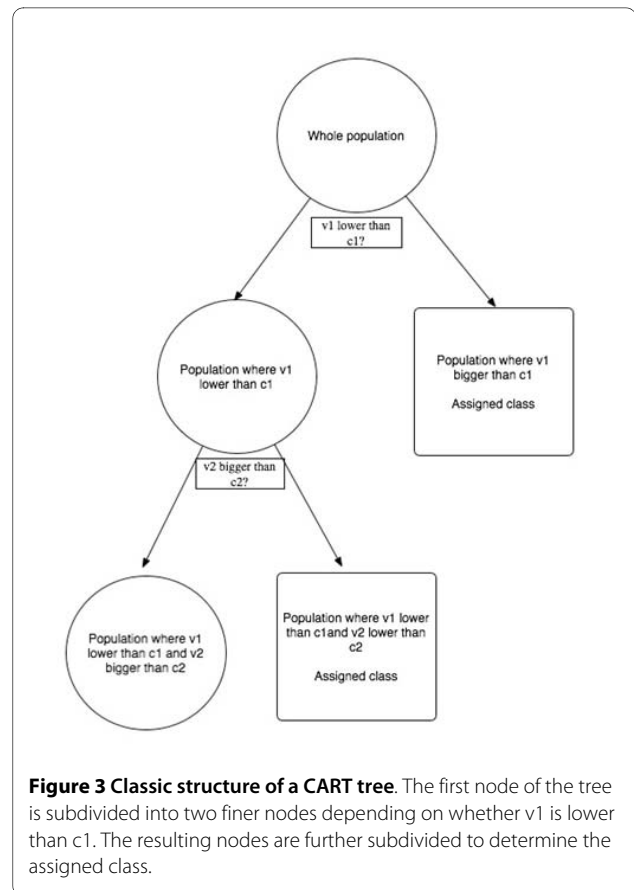 Whole population
v1 lower than
c1?
Population where v1
lower than c1
Population where v1
bigger than c1
Assigned class
v2 bigger than
c2?
Population where v1
lower than c1 and v2
bigger than c2
Population where v1 lower
than c1and v2 lower than
c2
Assigned class
Figure 3 Classic structure of a CART tree. The first node of the tree
is subdivided into two finer nodes depending on whether v1 is lower
than c1. The resulting nodes are further subdivided to determine the
assigned class.